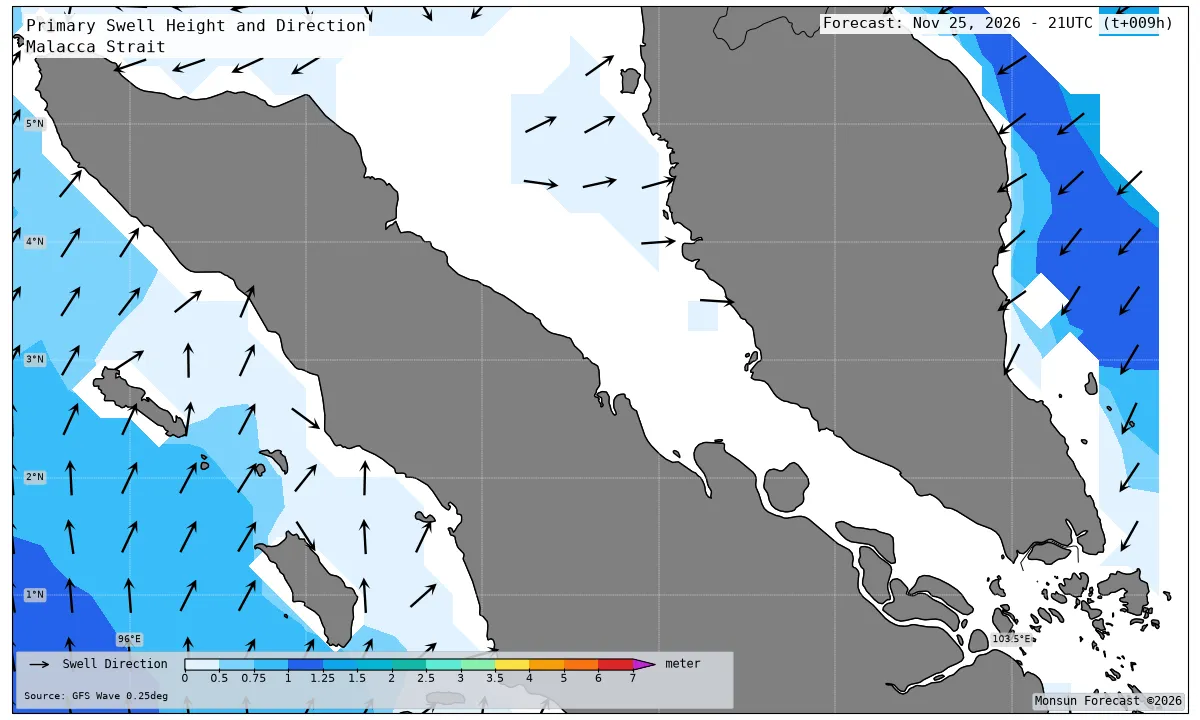 Primary Swell Height and Direction
Malacca Strait
Forecast: Nov 25, 2026 - 21UTC (t+009h)
5°N
4°N
3°N
2°N
1°N
96°E
103.5°E
Swell Direction
0 0.5 0.75 1 1.25 1.5 2 2.5 3 3.5 4 5 6 7
meter
Source: GFS Wave 0.25deg
Monsun Forecast ©2026